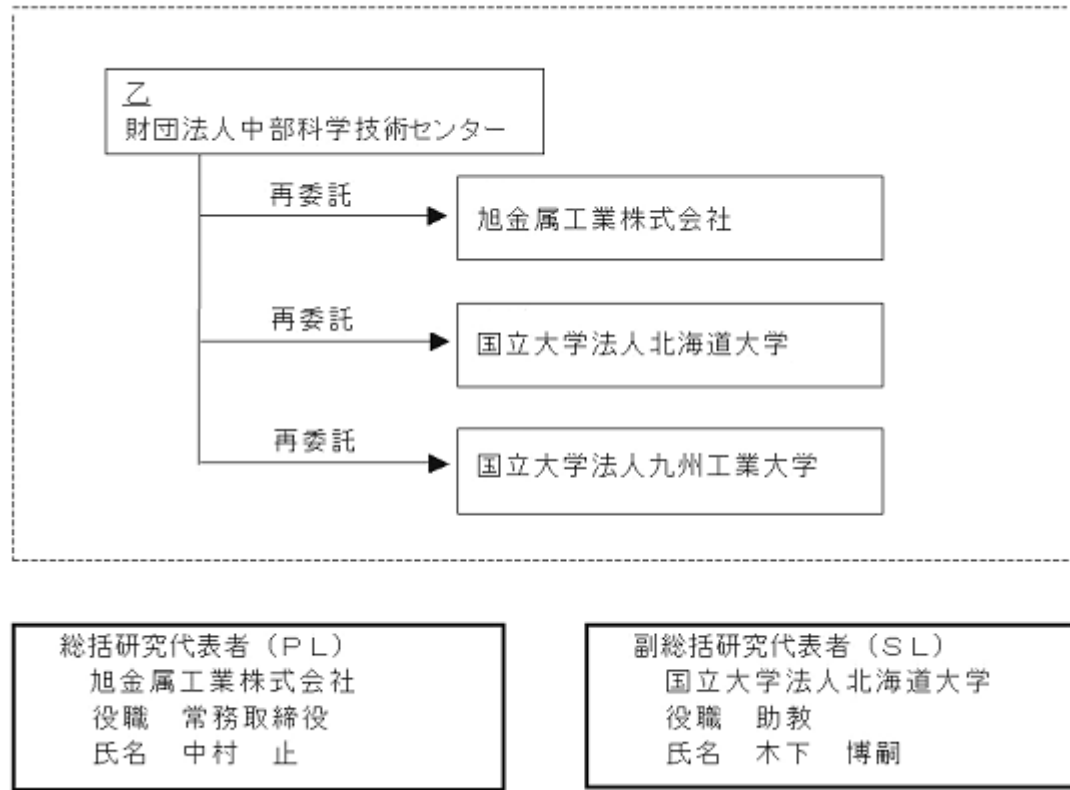 乙
財団法人中部科学技術センター
再委託
旭金属工業株式会社
再委託
国立大学法人北海道大学
再委託
国立大学法人九州工業大学
総括研究代表者（ＰＬ）
旭金属工業株式会社
役職　常務取締役
氏名　中村　止
副総括研究代表者（ＳＬ）
国立大学法人北海道大学
役職　助教
氏名　木下　博嗣